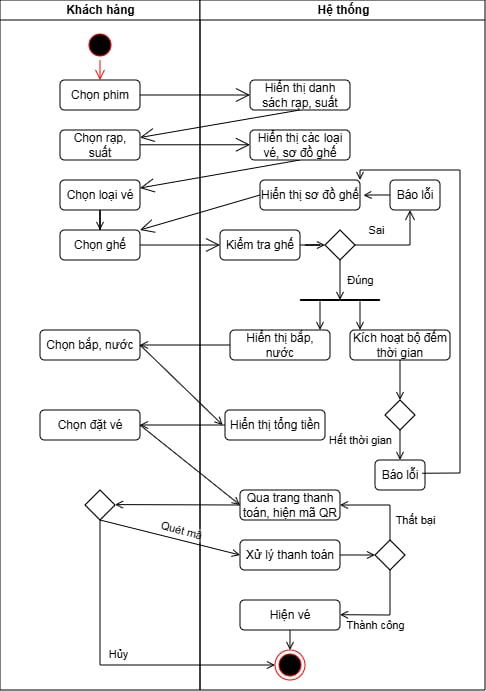 Khách hàng
Hệ thống
Chọn phim
Hiển thị danh
sách rạp, suất
Chọn rạp,
suất
Hiển thị các loại
vé, sơ đồ ghế
Chọn loại vé
Hiển thị sơ đồ ghế
Báo lỗi
Sai
Chọn ghế
Kiểm tra ghế
Đúng
Chọn bắp, nước
Hiển thị bắp,
nước
Kích hoạt bộ đếm
thời gian
Chọn đặt vé
Hiển thị tổng tiền
Hết thời gian
Báo lỗi
Qua trang thanh
toán, hiện mã QR
Thất bại
Quét mã
Xử lý thanh toán
Hiện vé
Thành công
Hủy